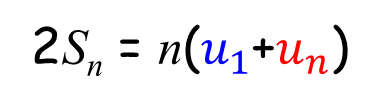 2Sₙ = n(u₁+uₙ)